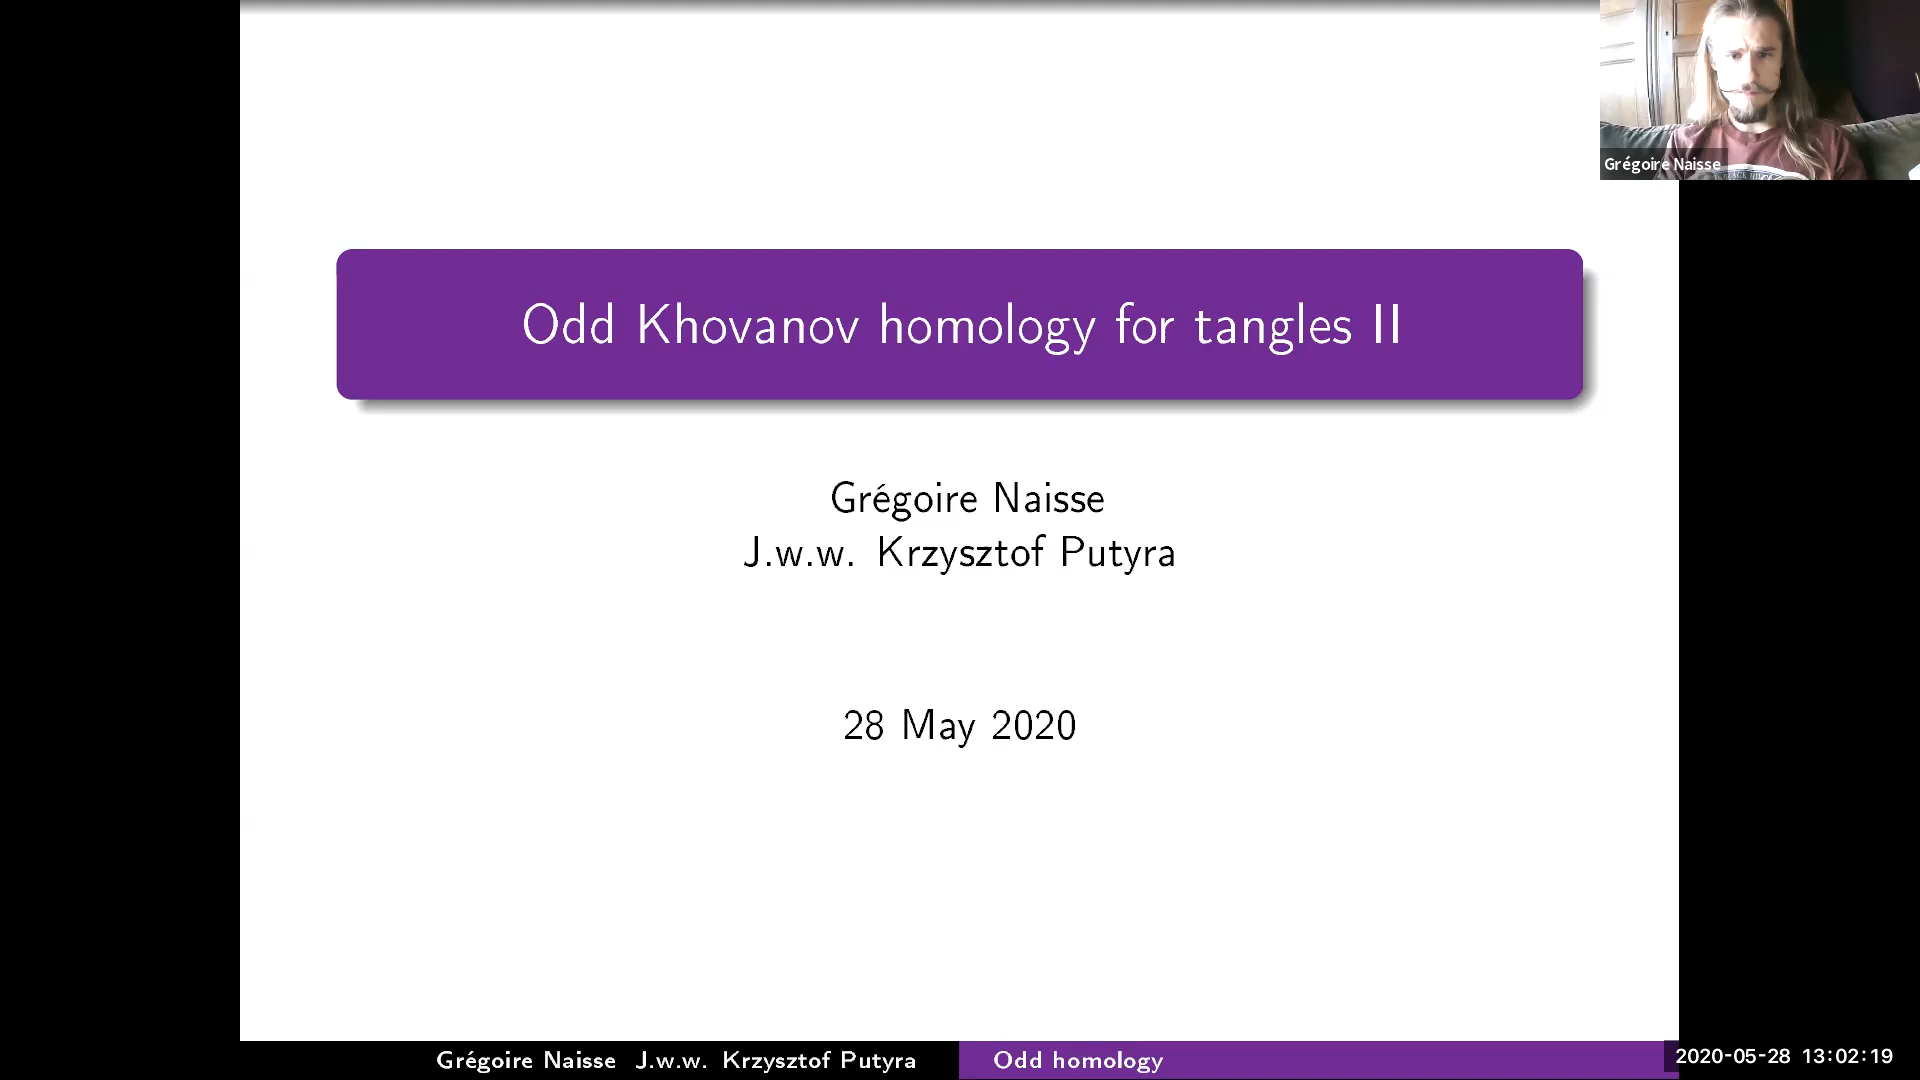 Odd Khovanov homology for tangles II
Grégoire Naisse
J.w.w. Krzysztof Putyra
28 May 2020
Grégoire Naisse
Grégoire Naisse J.w.w. Krzysztof Putyra
Odd homology
2020-05-28 13:02:19